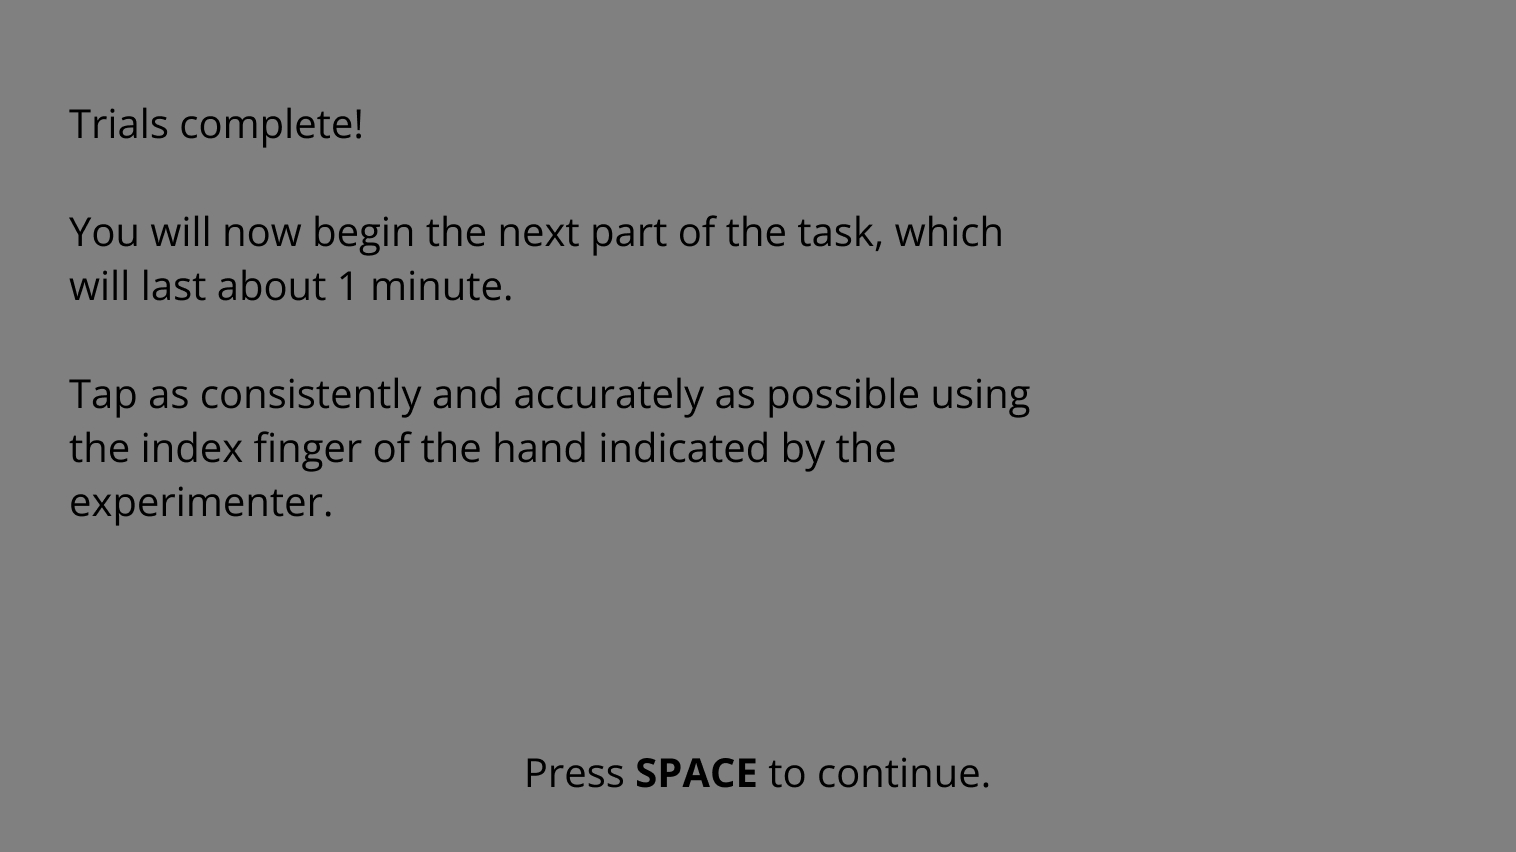 Trials complete!
You will now begin the next part of the task, which
will last about 1 minute.
Tap as consistently and accurately as possible using
the index finger of the hand indicated by the
experimenter.
Press SPACE to continue.